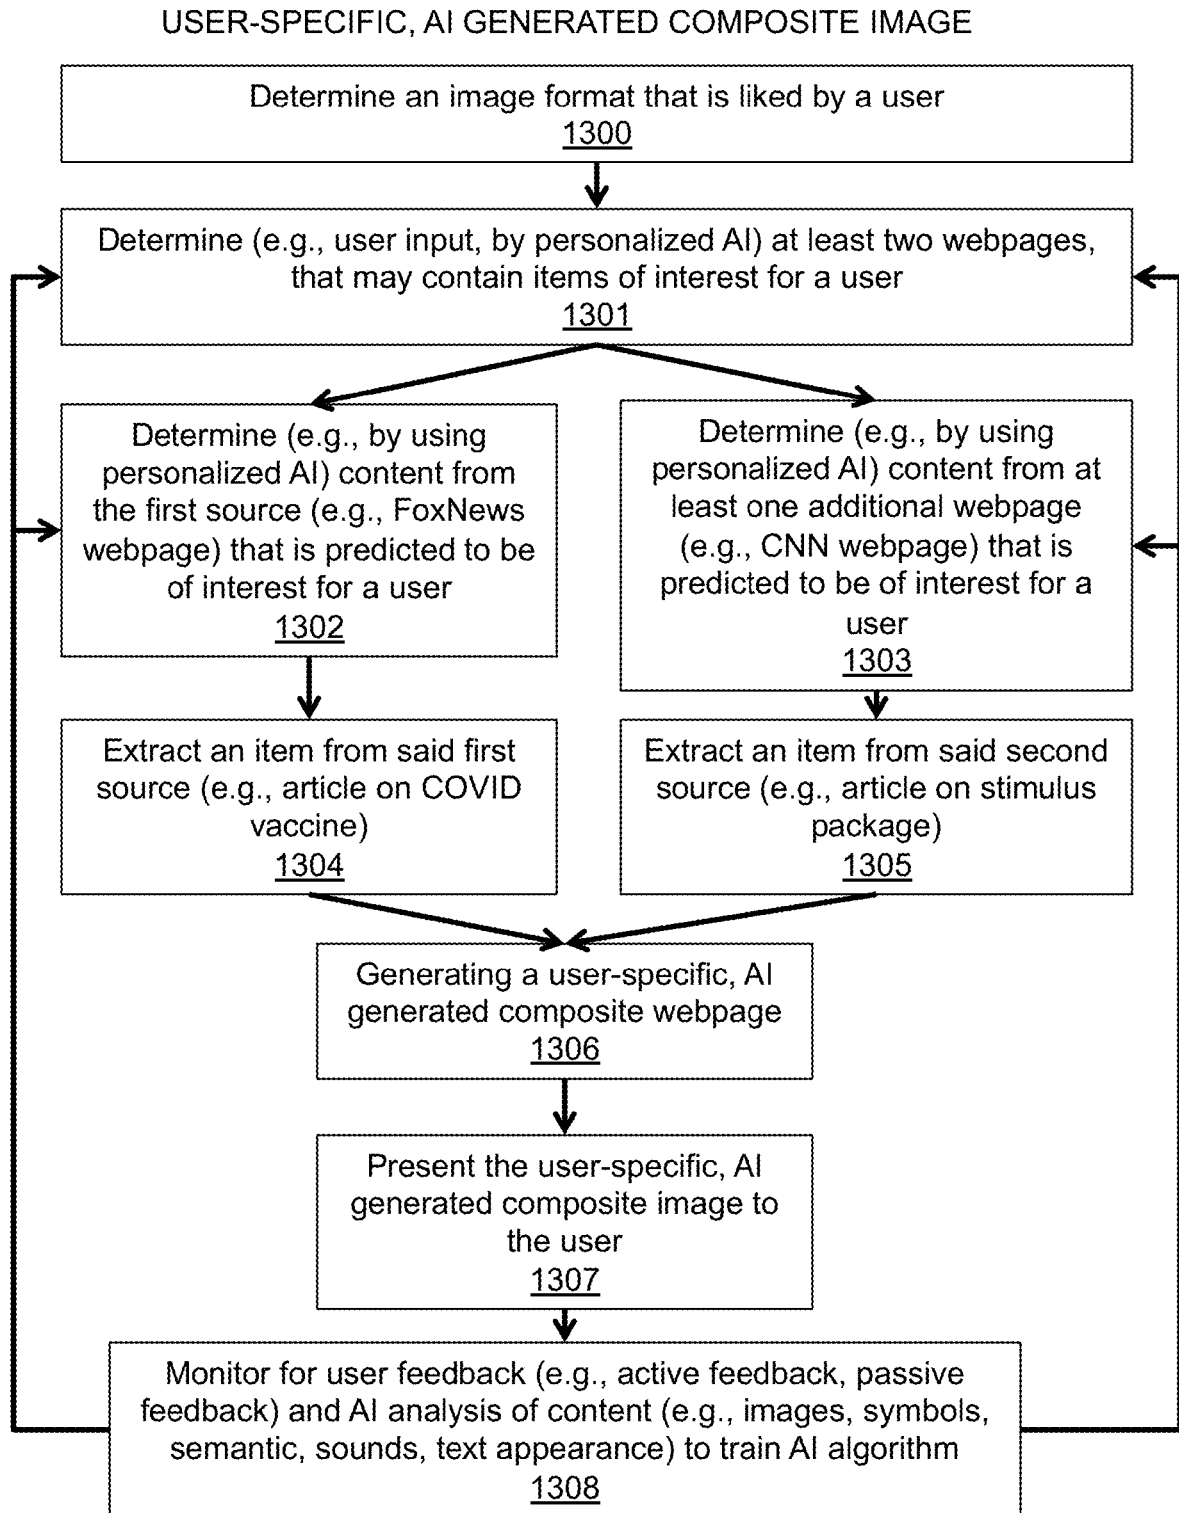 USER-SPECIFIC, AI GENERATED COMPOSITE IMAGE
Determine an image format that is liked by a user
1300
Determine (e.g., user input, by personalized AI) at least two webpages,
that may contain items of interest for a user
1301
Determine (e.g., by using
personalized AI) content from
the first source (e.g., FoxNews
webpage) that is predicted to be
of interest for a user
1302
Determine (e.g., by using
personalized AI) content from at
least one additional webpage
(e.g., CNN webpage) that is
predicted to be of interest for a
user
1303
Extract an item from said first
source (e.g., article on COVID
vaccine)
1304
Extract an item from said second
source (e.g., article on stimulus
package)
1305
Generating a user-specific, AI
generated composite webpage
1306
Present the user-specific, AI
generated composite image to
the user
1307
Monitor for user feedback (e.g., active feedback, passive
feedback) and AI analysis of content (e.g., images, symbols,
semantic, sounds, text appearance) to train AI algorithm
1308